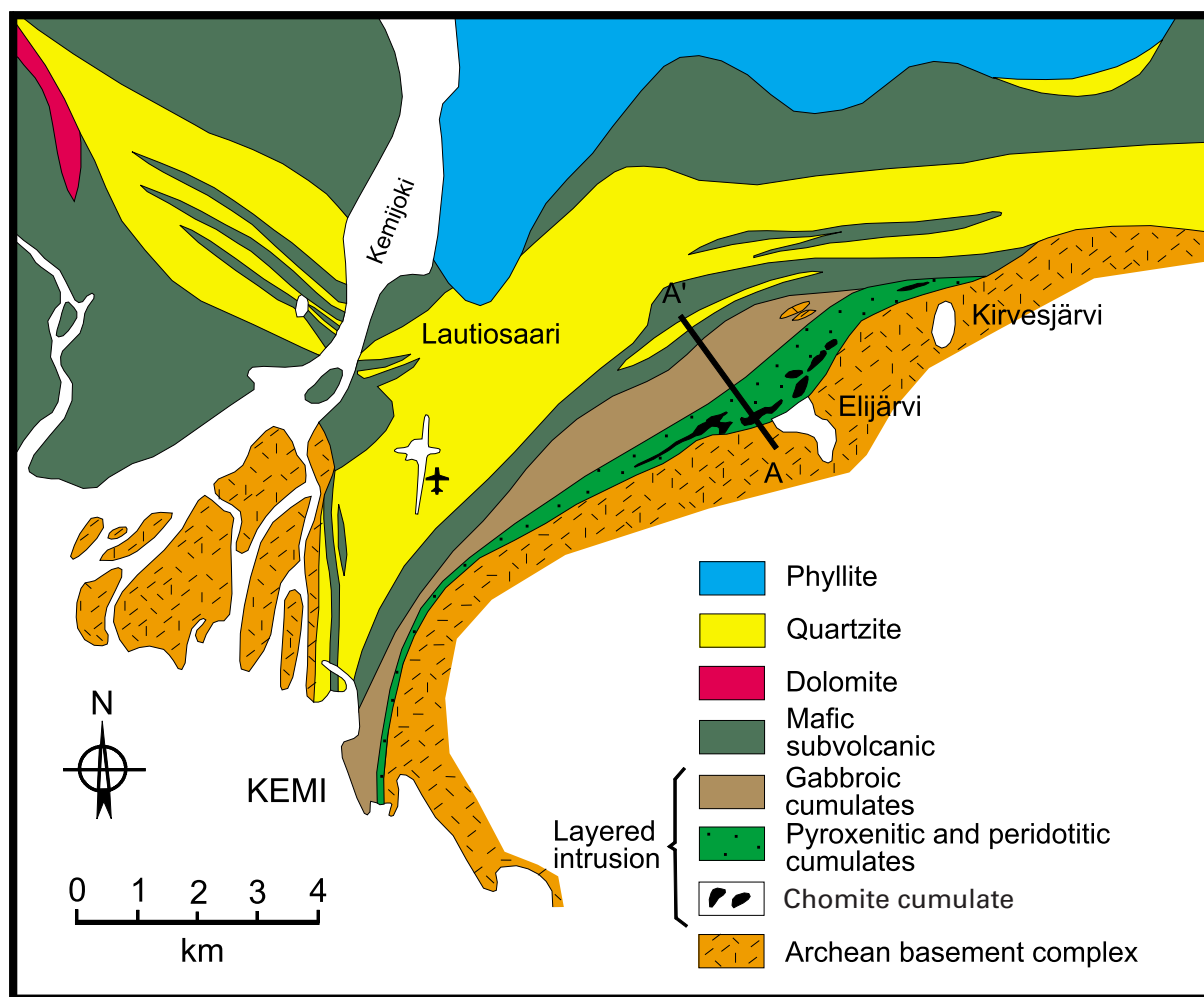 Kemijoki
A'
Lautiosaari
Kirvesjärvi
Elijärvi
A
N
KEMI
0 1 2 3 4
km
Phyllite
Quartzite
Dolomite
Mafic
subvolcanic
Gabbroic
cumulates
Layered
intrusion
Pyroxenitic and peridotitic
cumulates
Chomite cumulate
Archean basement complex